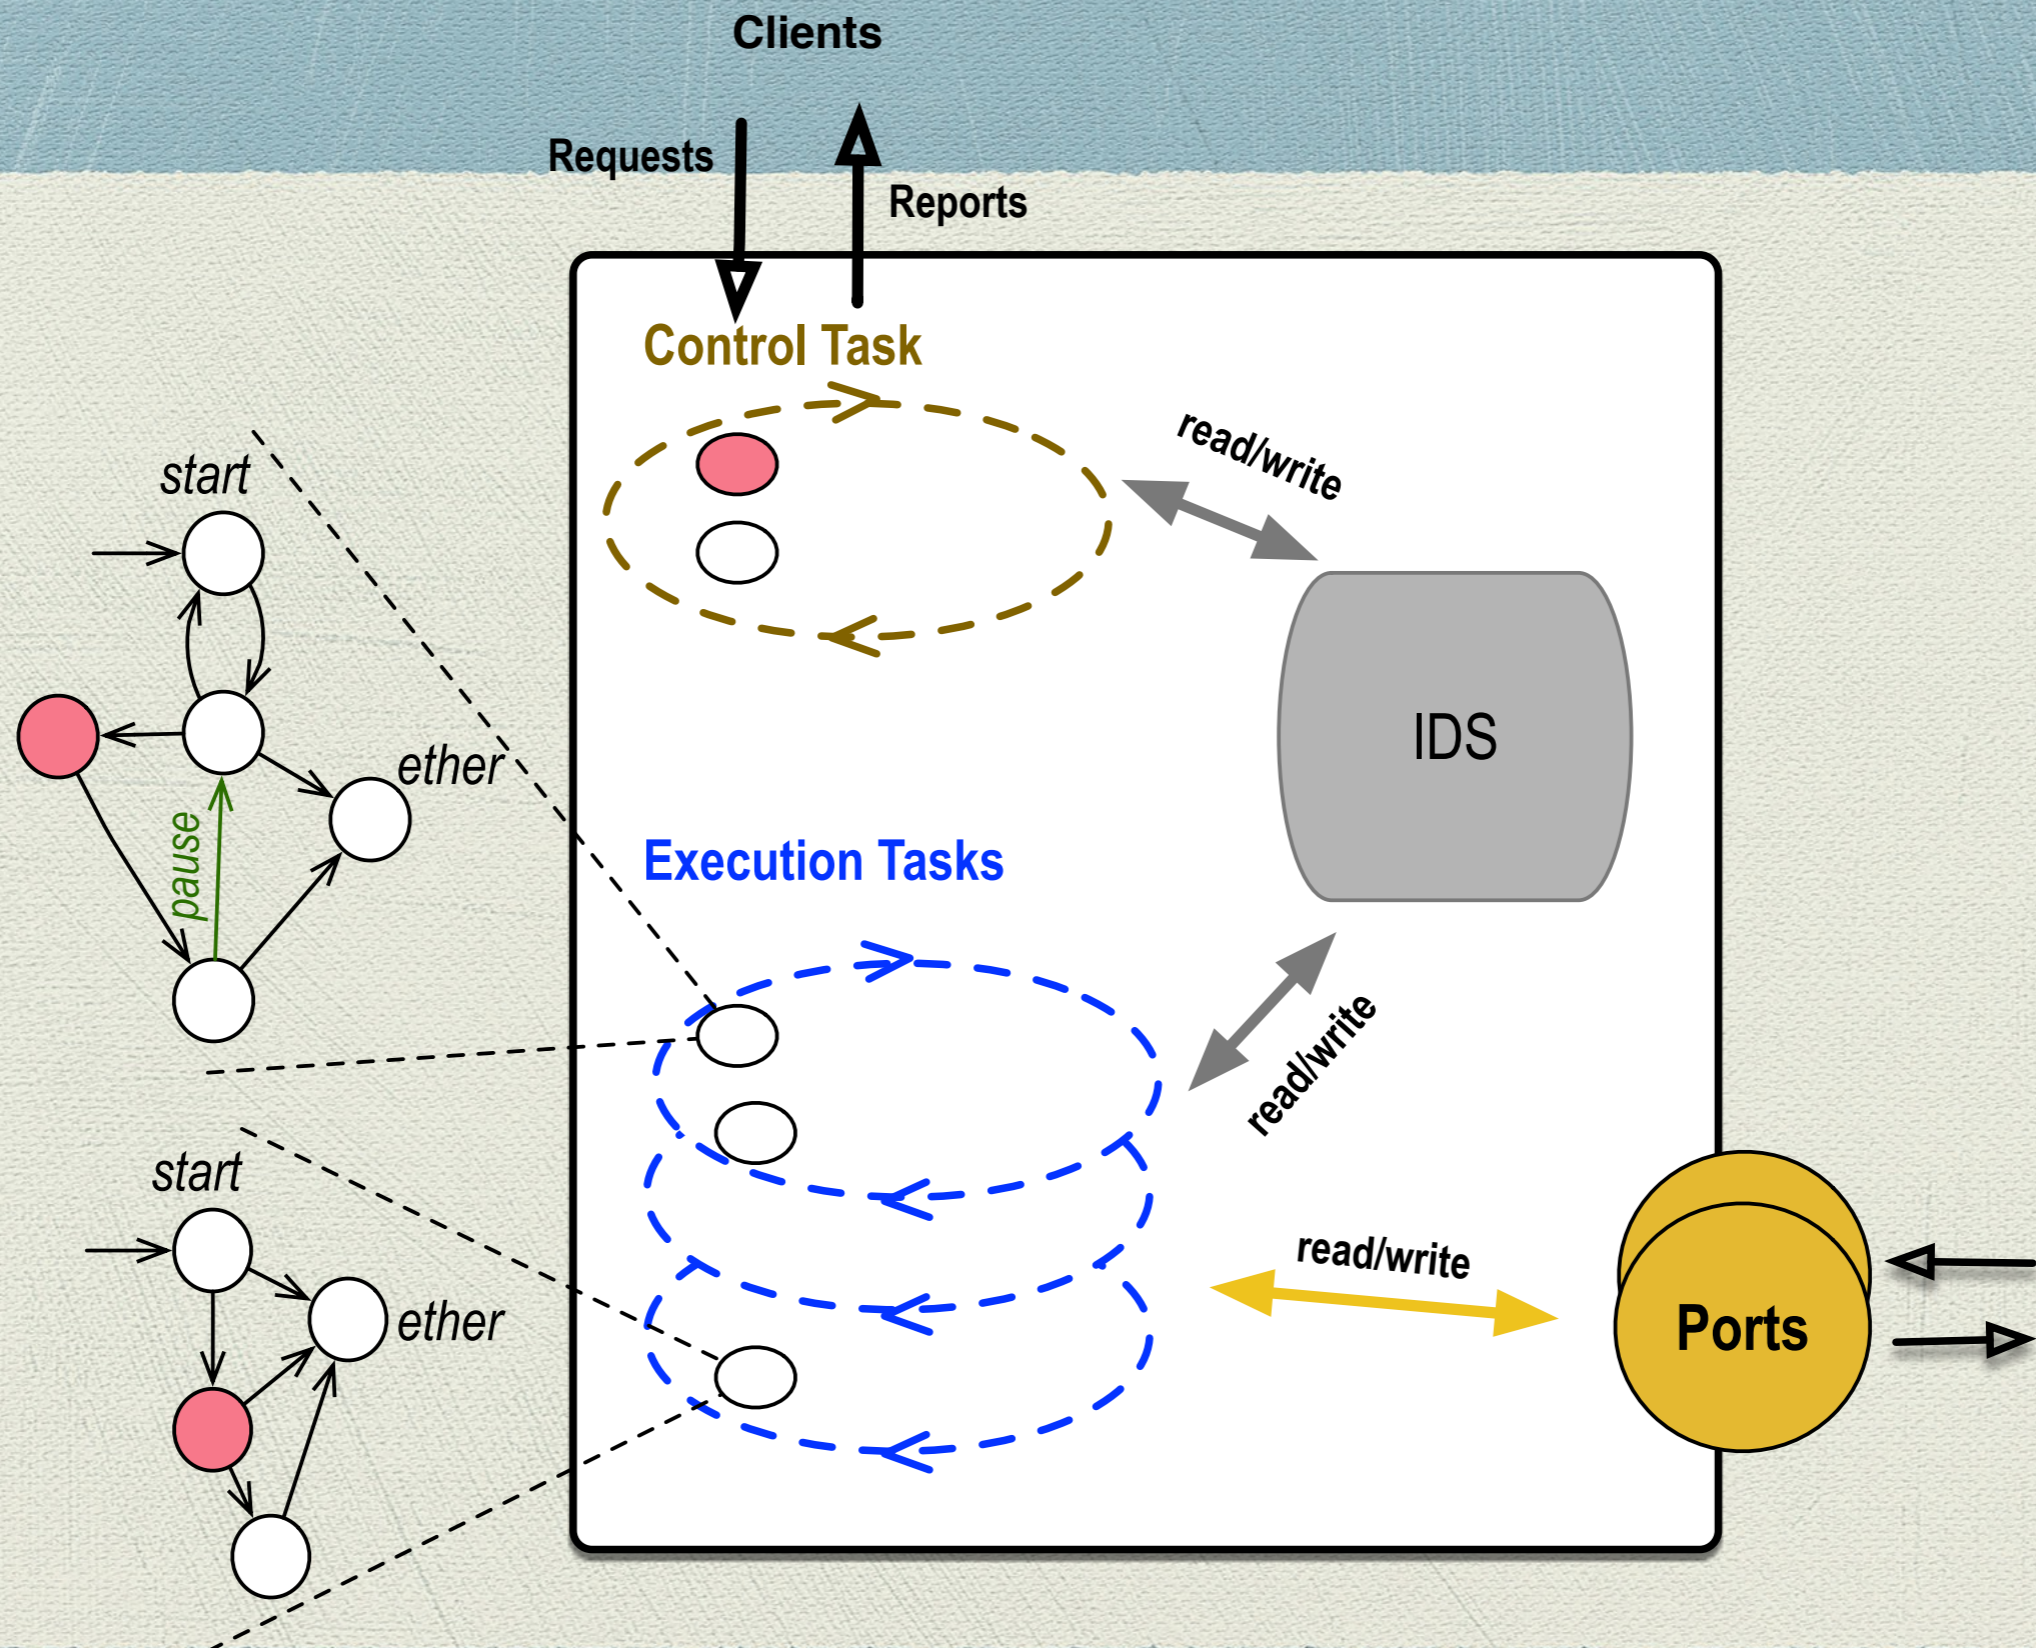 Clients
Requests
Reports
Control Task
read/write
start
IDS
ether
pause
Execution Tasks
read/write
start
read/write
ether
Ports